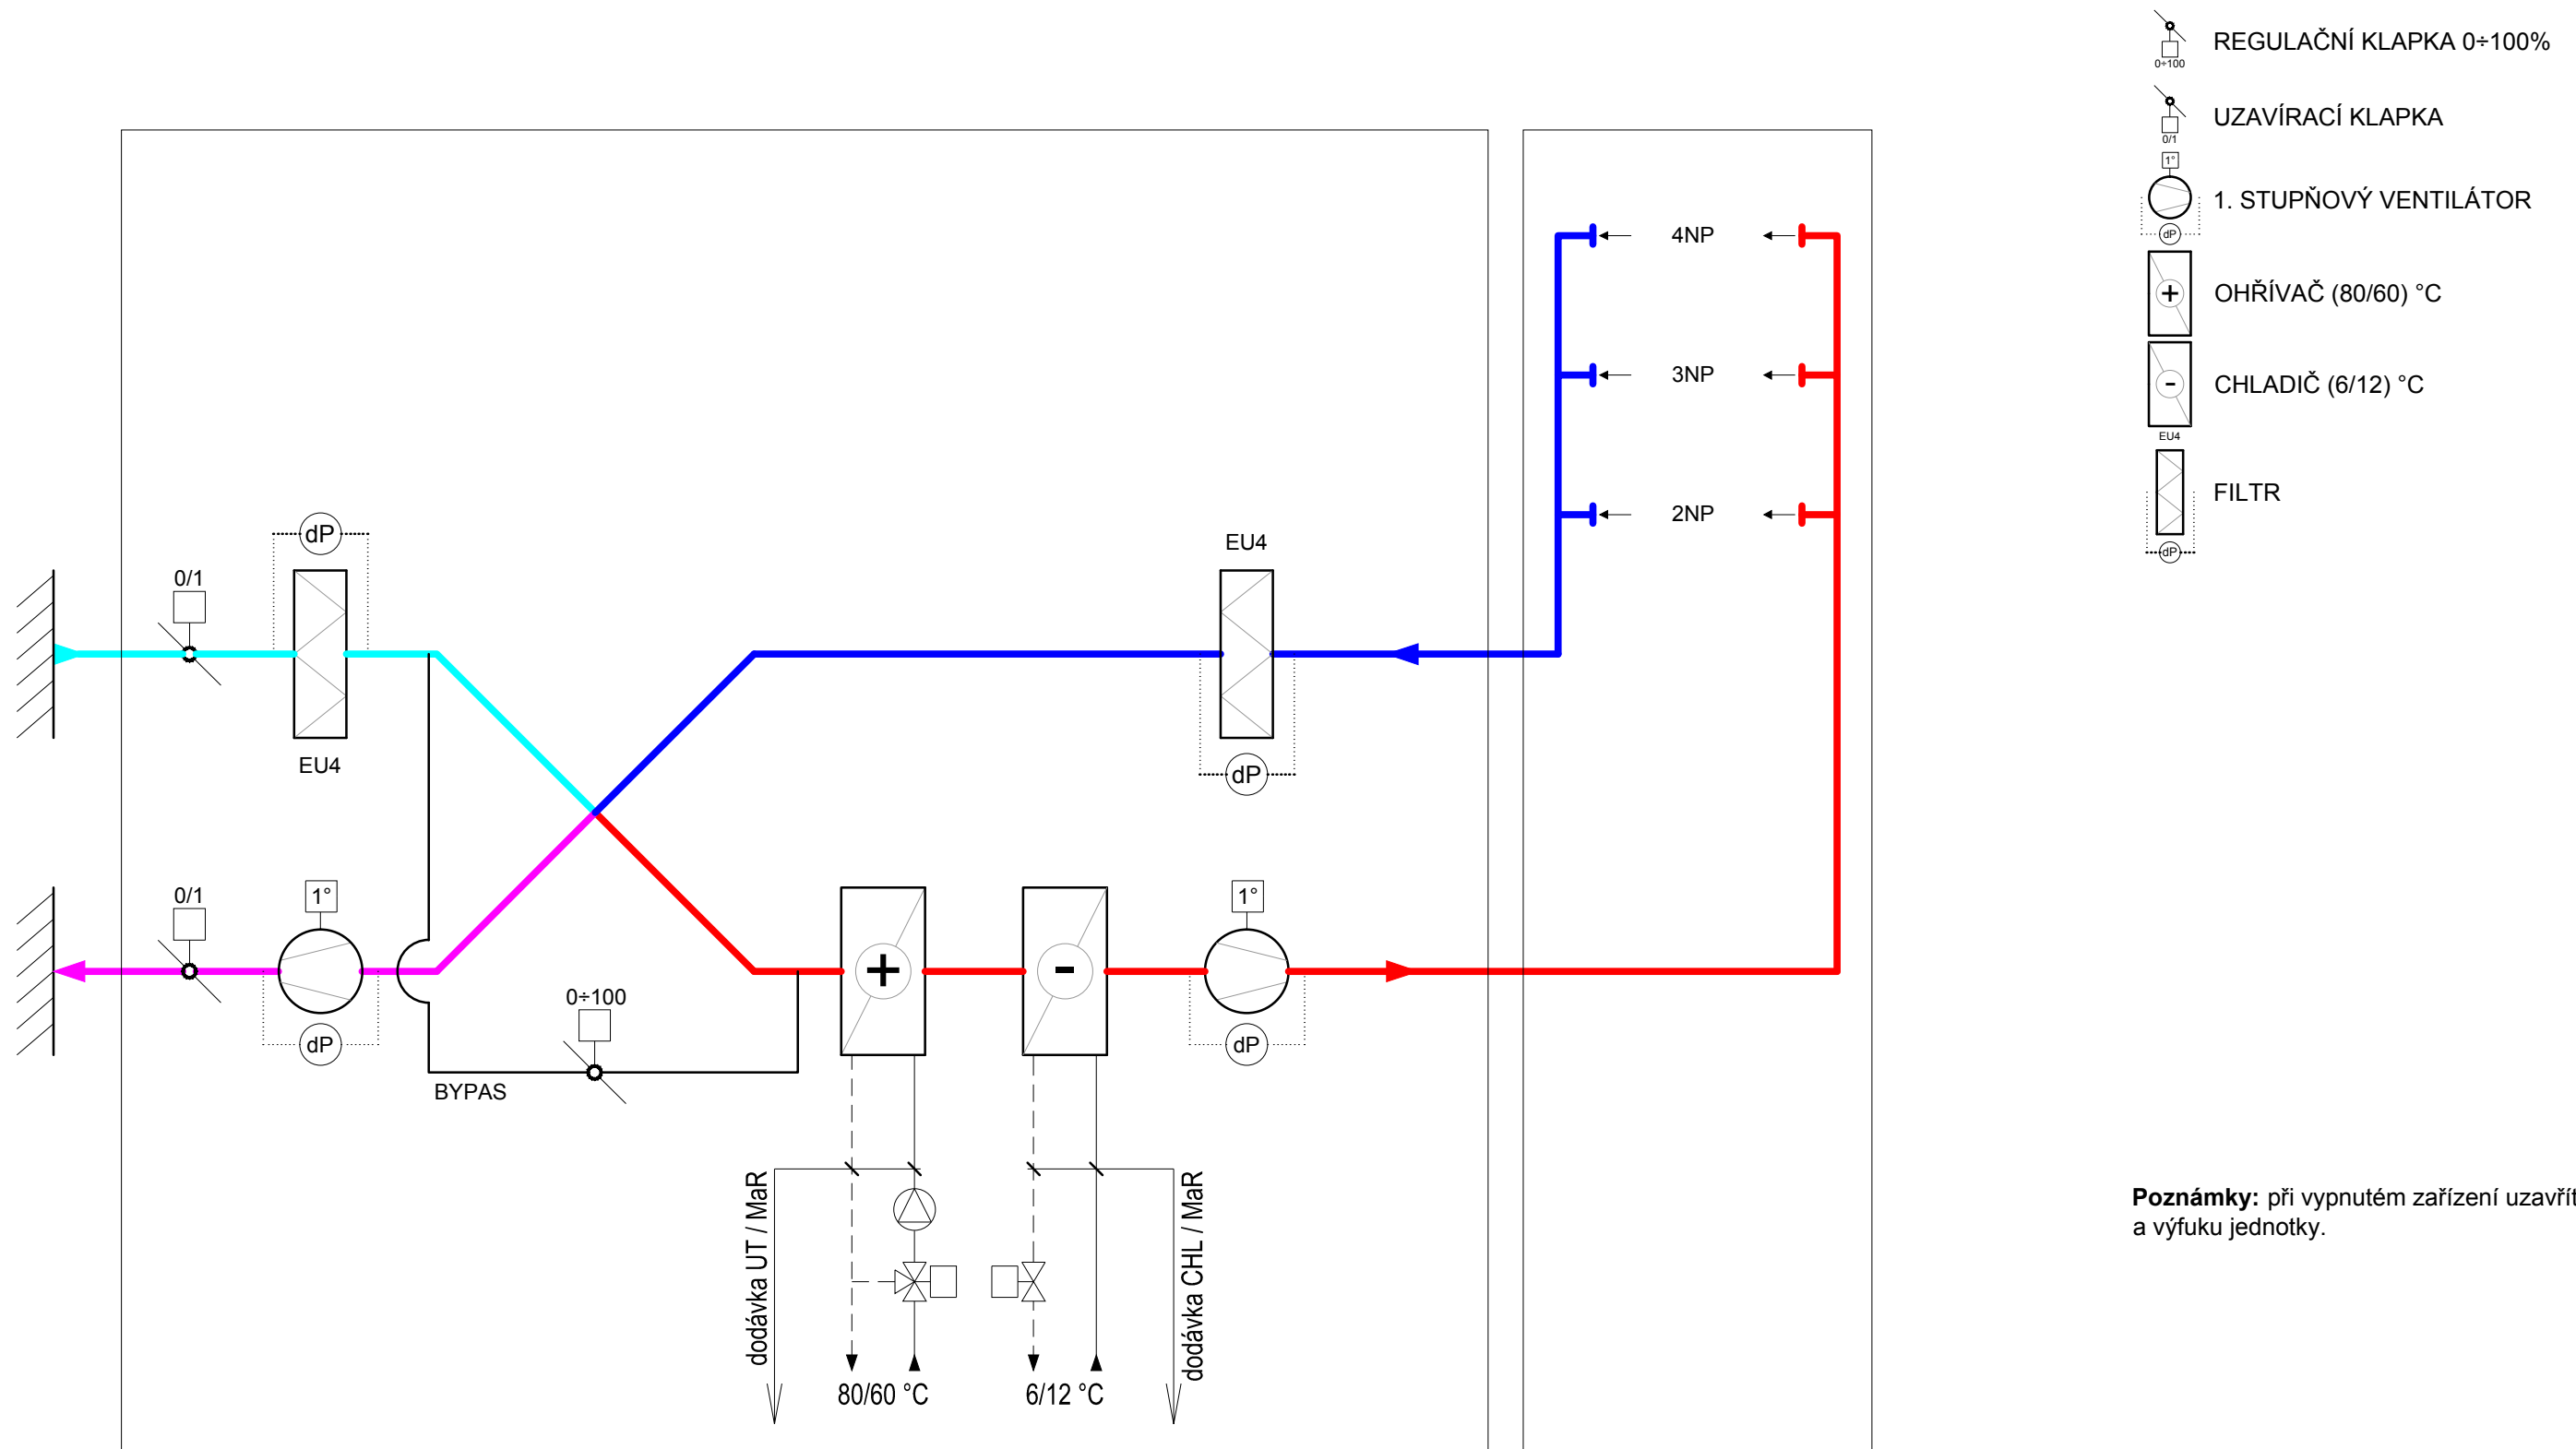 REGULAČNÍ KLAPKA 0÷100%
0÷100
UZAVÍRACÍ KLAPKA
0/1
1°
1. STUPŇOVÝ VENTILÁTOR
dP
+
OHŘÍVAČ (80/60) °C
-
CHLADIČ (6/12) °C
EU4
FILTR
dP
4NP
3NP
2NP
dP
EU4
0/1
EU4
dP
0/1
1°
1°
+
-
0÷100
dP
dP
BYPAS
dodávka UT / MaR
dodávka CHL / MaR
80/60 °C
6/12 °C
Poznámky: při vypnutém zařízení uzavřít
a výfuku jednotky.